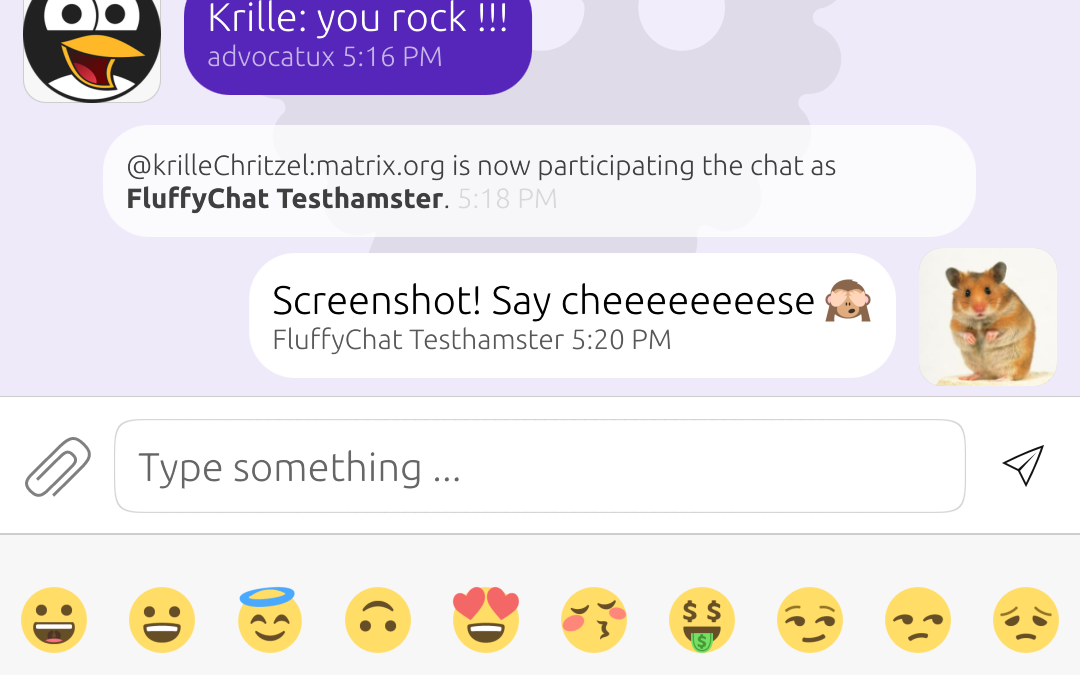 Krille: you rock !!!
advocatux 5:16 PM
@krilleChritzel:matrix.org is now participating the chat as
FluffyChat Testhamster. 5:18 PM
Screenshot! Say cheeeeeeeese 🙈
FluffyChat Testhamster 5:20 PM
Type something ...